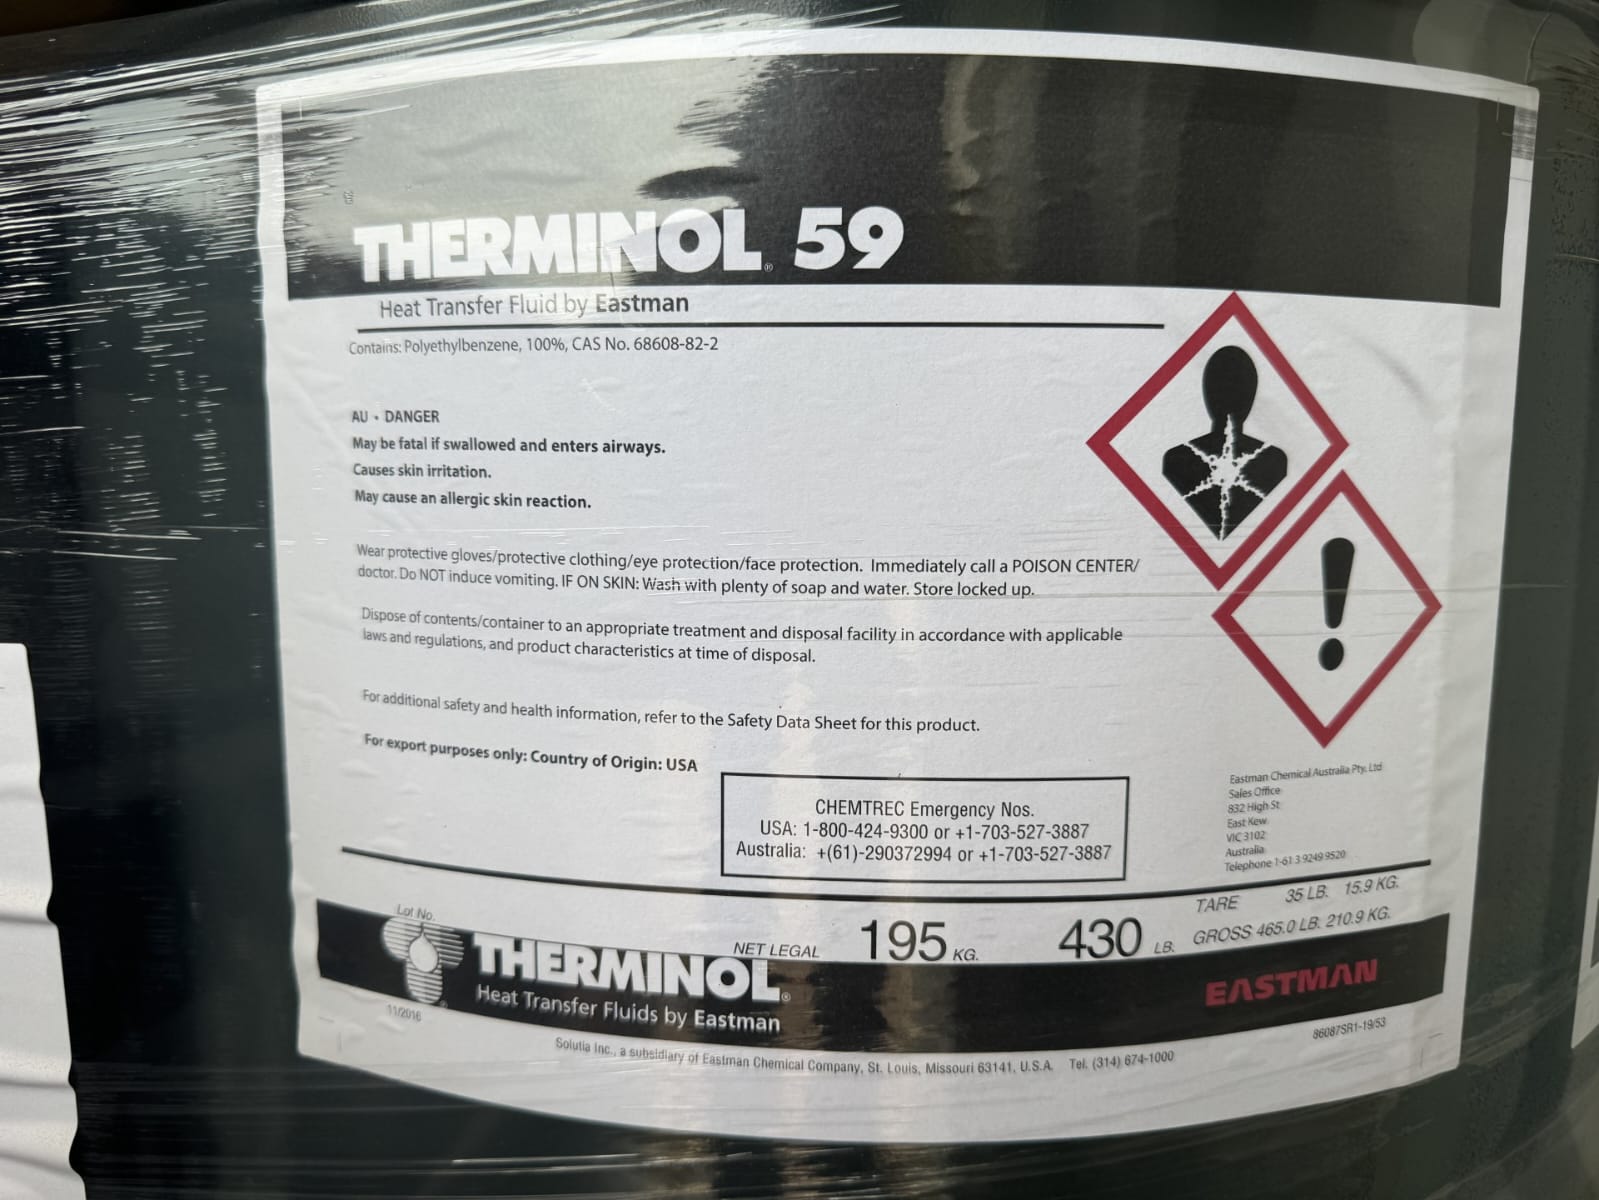 THERMINOL® 59
Heat Transfer Fluid by Eastman
Contains: Polyethylbenzene, 100%, CAS No. 68608-82-2
AU • DANGER
May be fatal if swallowed and enters airways.
Causes skin irritation.
May cause an allergic skin reaction.
Wear protective gloves/protective clothing/eye protection/face protection. Immediately call a POISON CENTER/
doctor. Do NOT induce vomiting. IF ON SKIN: Wash with plenty of soap and water. Store locked up.
Dispose of contents/container to an appropriate treatment and disposal facility in accordance with applicable
laws and regulations, and product characteristics at time of disposal.
For additional safety and health information, refer to the Safety Data Sheet for this product.
For export purposes only: Country of Origin: USA
CHEMTREC Emergency Nos.
USA: 1-800-424-9300 or +1-703-527-3887
Australia: +(61)-290372994 or +1-703-527-3887
Eastman Chemical Australia Pty, Ltd
Sales Office
832 High St
East Kew
VIC 3102
Australia
Telephone 1-61 3 9249 9520
Lot No.
NET LEGAL 195 KG. 430 LB.
TARE 35 LB. 15.9 KG.
GROSS 465.0 LB. 210.9 KG.
THERMINOL®
Heat Transfer Fluids by Eastman
EASTMAN
11/2016
86087SR1-19/53
Solutia Inc., a subsidiary of Eastman Chemical Company, St. Louis, Missouri 63141, U.S.A. Tel. (314) 674-1000